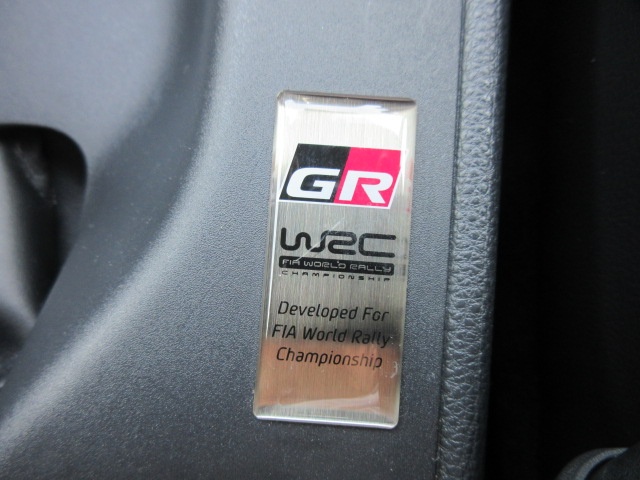 GR
WRC
FIA WORLD RALLY
CHAMPIONSHIP
Developed For
FIA World Rally
Championship